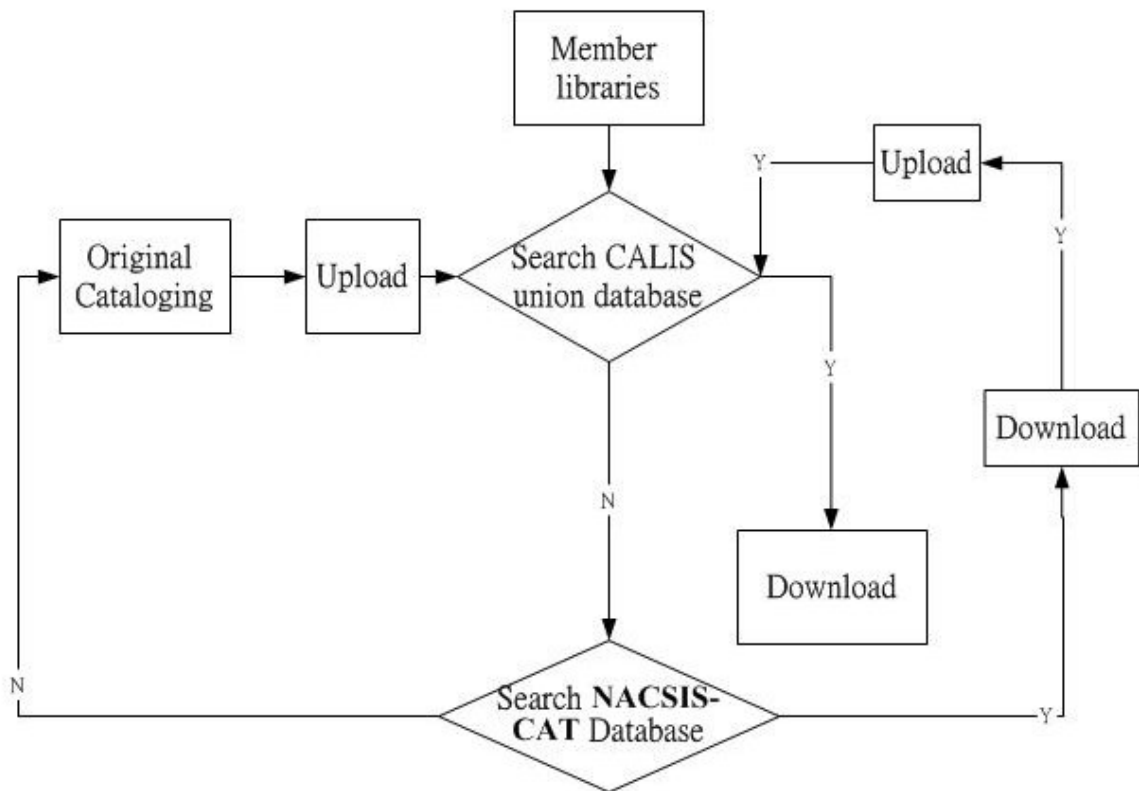 Member
libraries
Y
Upload
Y
Original
Cataloging
Upload
Search CALIS
union database
Y
Download
N
Download
N
Search NACSIS-
CAT Database
Y